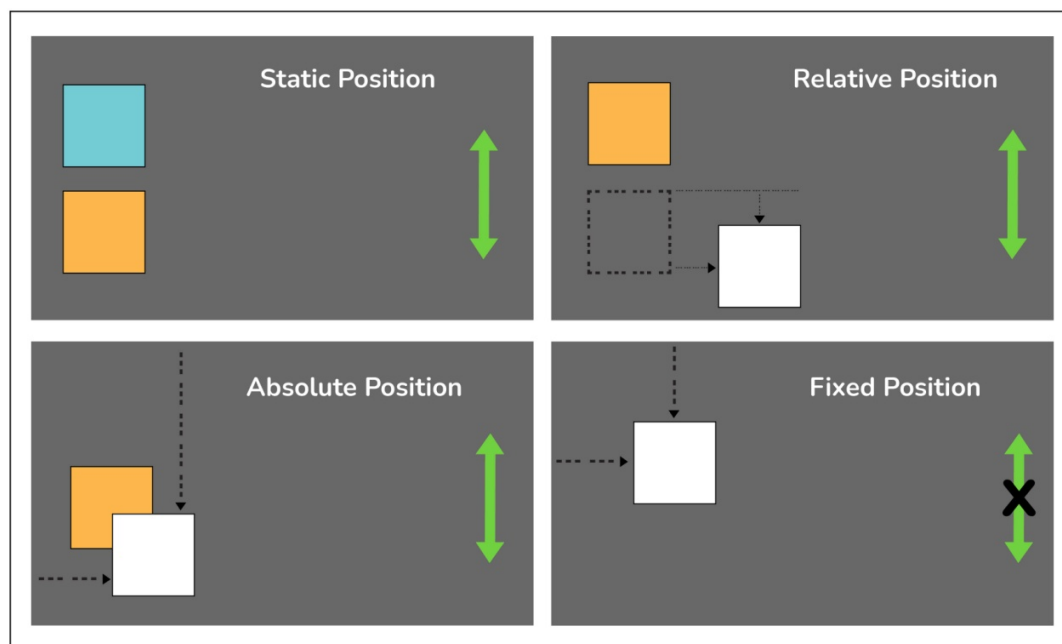 Static Position
Relative Position
Absolute Position
Fixed Position